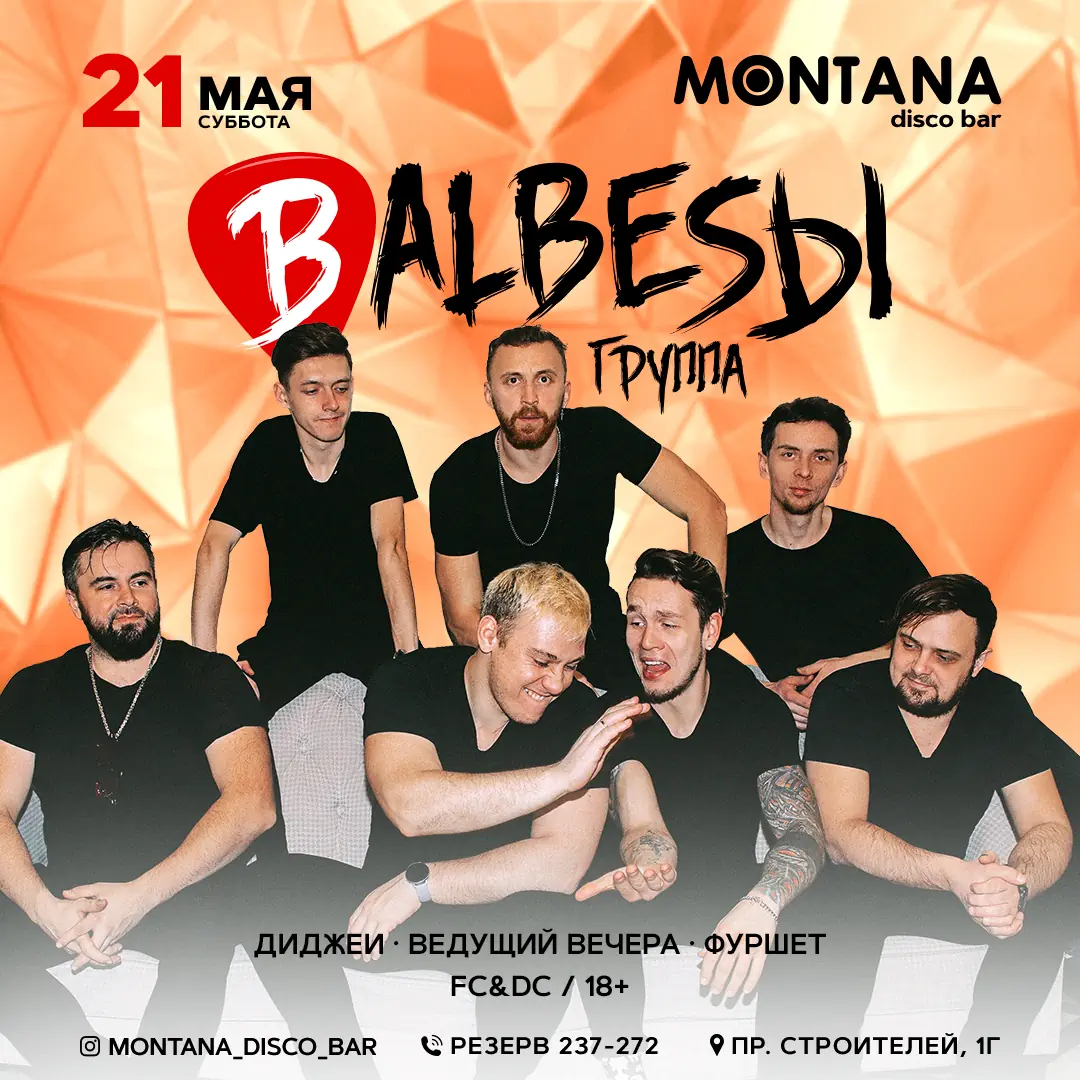 21 МАЯ
СУББОТА
MONTANA
disco bar
BALBESЫ
ГРУППА
ДИДЖЕИ · ВЕДУЩИЙ ВЕЧЕРА · ФУРШЕТ
FC&DC / 18+
MONTANA_DISCO_BAR
РЕЗЕРВ 237-272
ПР. СТРОИТЕЛЕЙ, 1Г